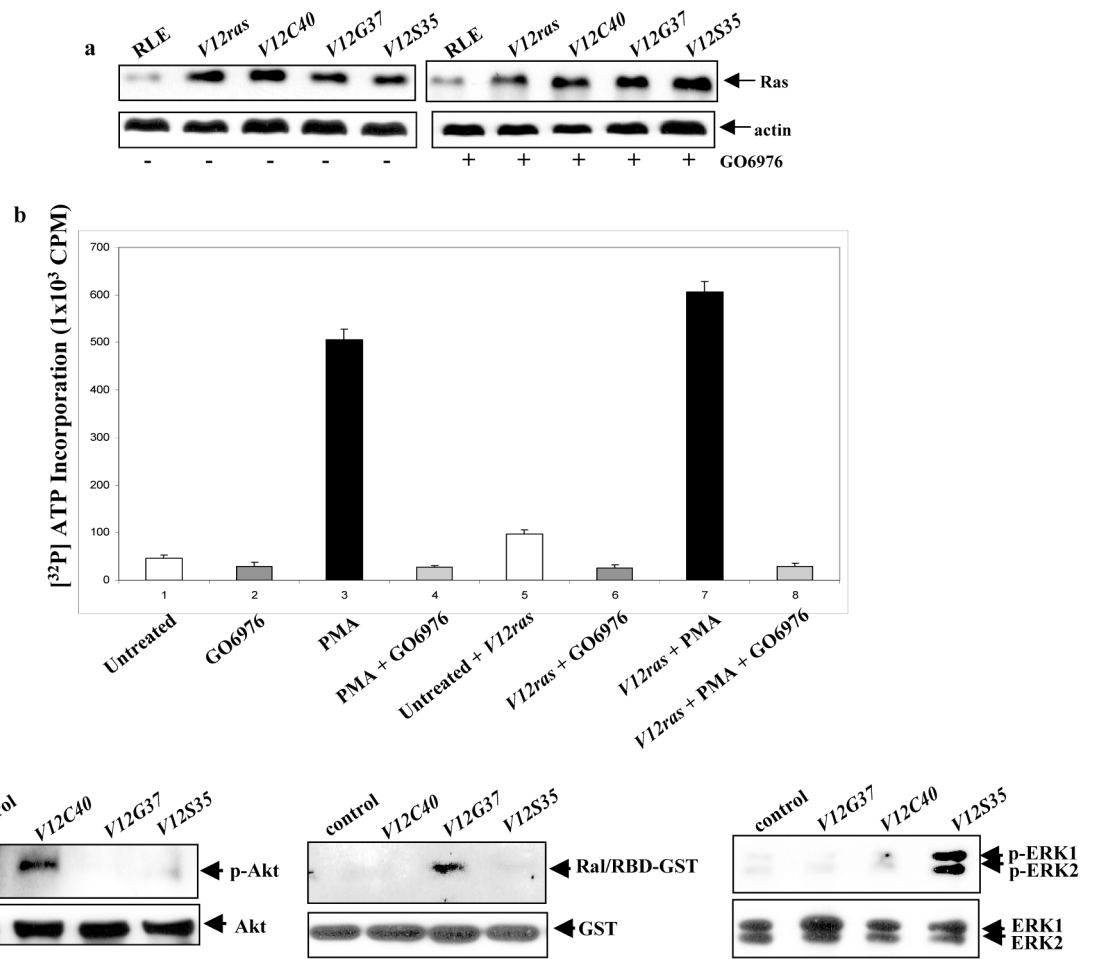 a
RLE V12ras V12C40 V12G37 V12S35 RLE V12ras V12C40 V12G37 V12S35
Ras
actin
- - - - - + + + + + GO6976
b
[32P] ATP Incorporation (1x10³ CPM)
700
600
500
400
300
200
100
0
1 2 3 4 5 6 7 8
Untreated
GO6976
PMA
PMA + GO6976
Untreated + V12ras
V12ras + GO6976
V12ras + PMA
V12ras + PMA + GO6976
V12C40 V12G37 V12S35
p-Akt
Akt
control V12C40 V12G37 V12S35
Ral/RBD-GST
GST
control V12G37 V12C40 V12S35
p-ERK1
p-ERK2
ERK1
ERK2